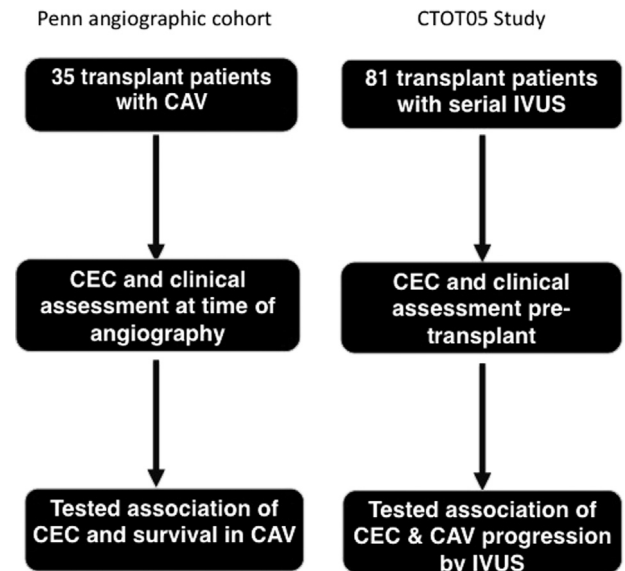 Penn angiographic cohort
35 transplant patients
with CAV
CEC and clinical
assessment at time of
angiography
Tested association of
CEC and survival in CAV
CTOT05 Study
81 transplant patients
with serial IVUS
CEC and clinical
assessment pre-
transplant
Tested association of
CEC & CAV progression
by IVUS